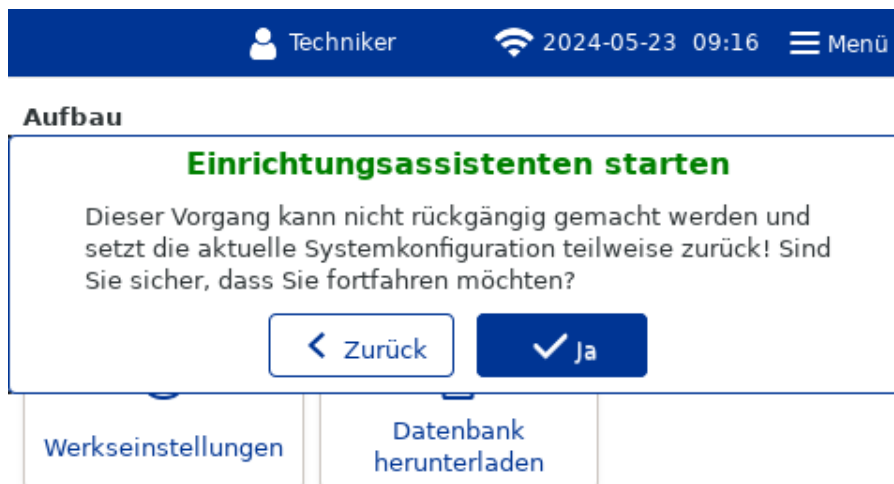 Techniker 2024-05-23 09:16 Menü
Aufbau
Einrichtungsassistenten starten
Dieser Vorgang kann nicht rückgängig gemacht werden und
setzt die aktuelle Systemkonfiguration teilweise zurück! Sind
Sie sicher, dass Sie fortfahren möchten?
Zurück Ja
Werkseinstellungen
Datenbank
herunterladen